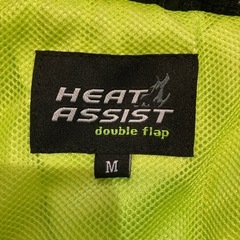 HEAT
ASSIST
double flap
M